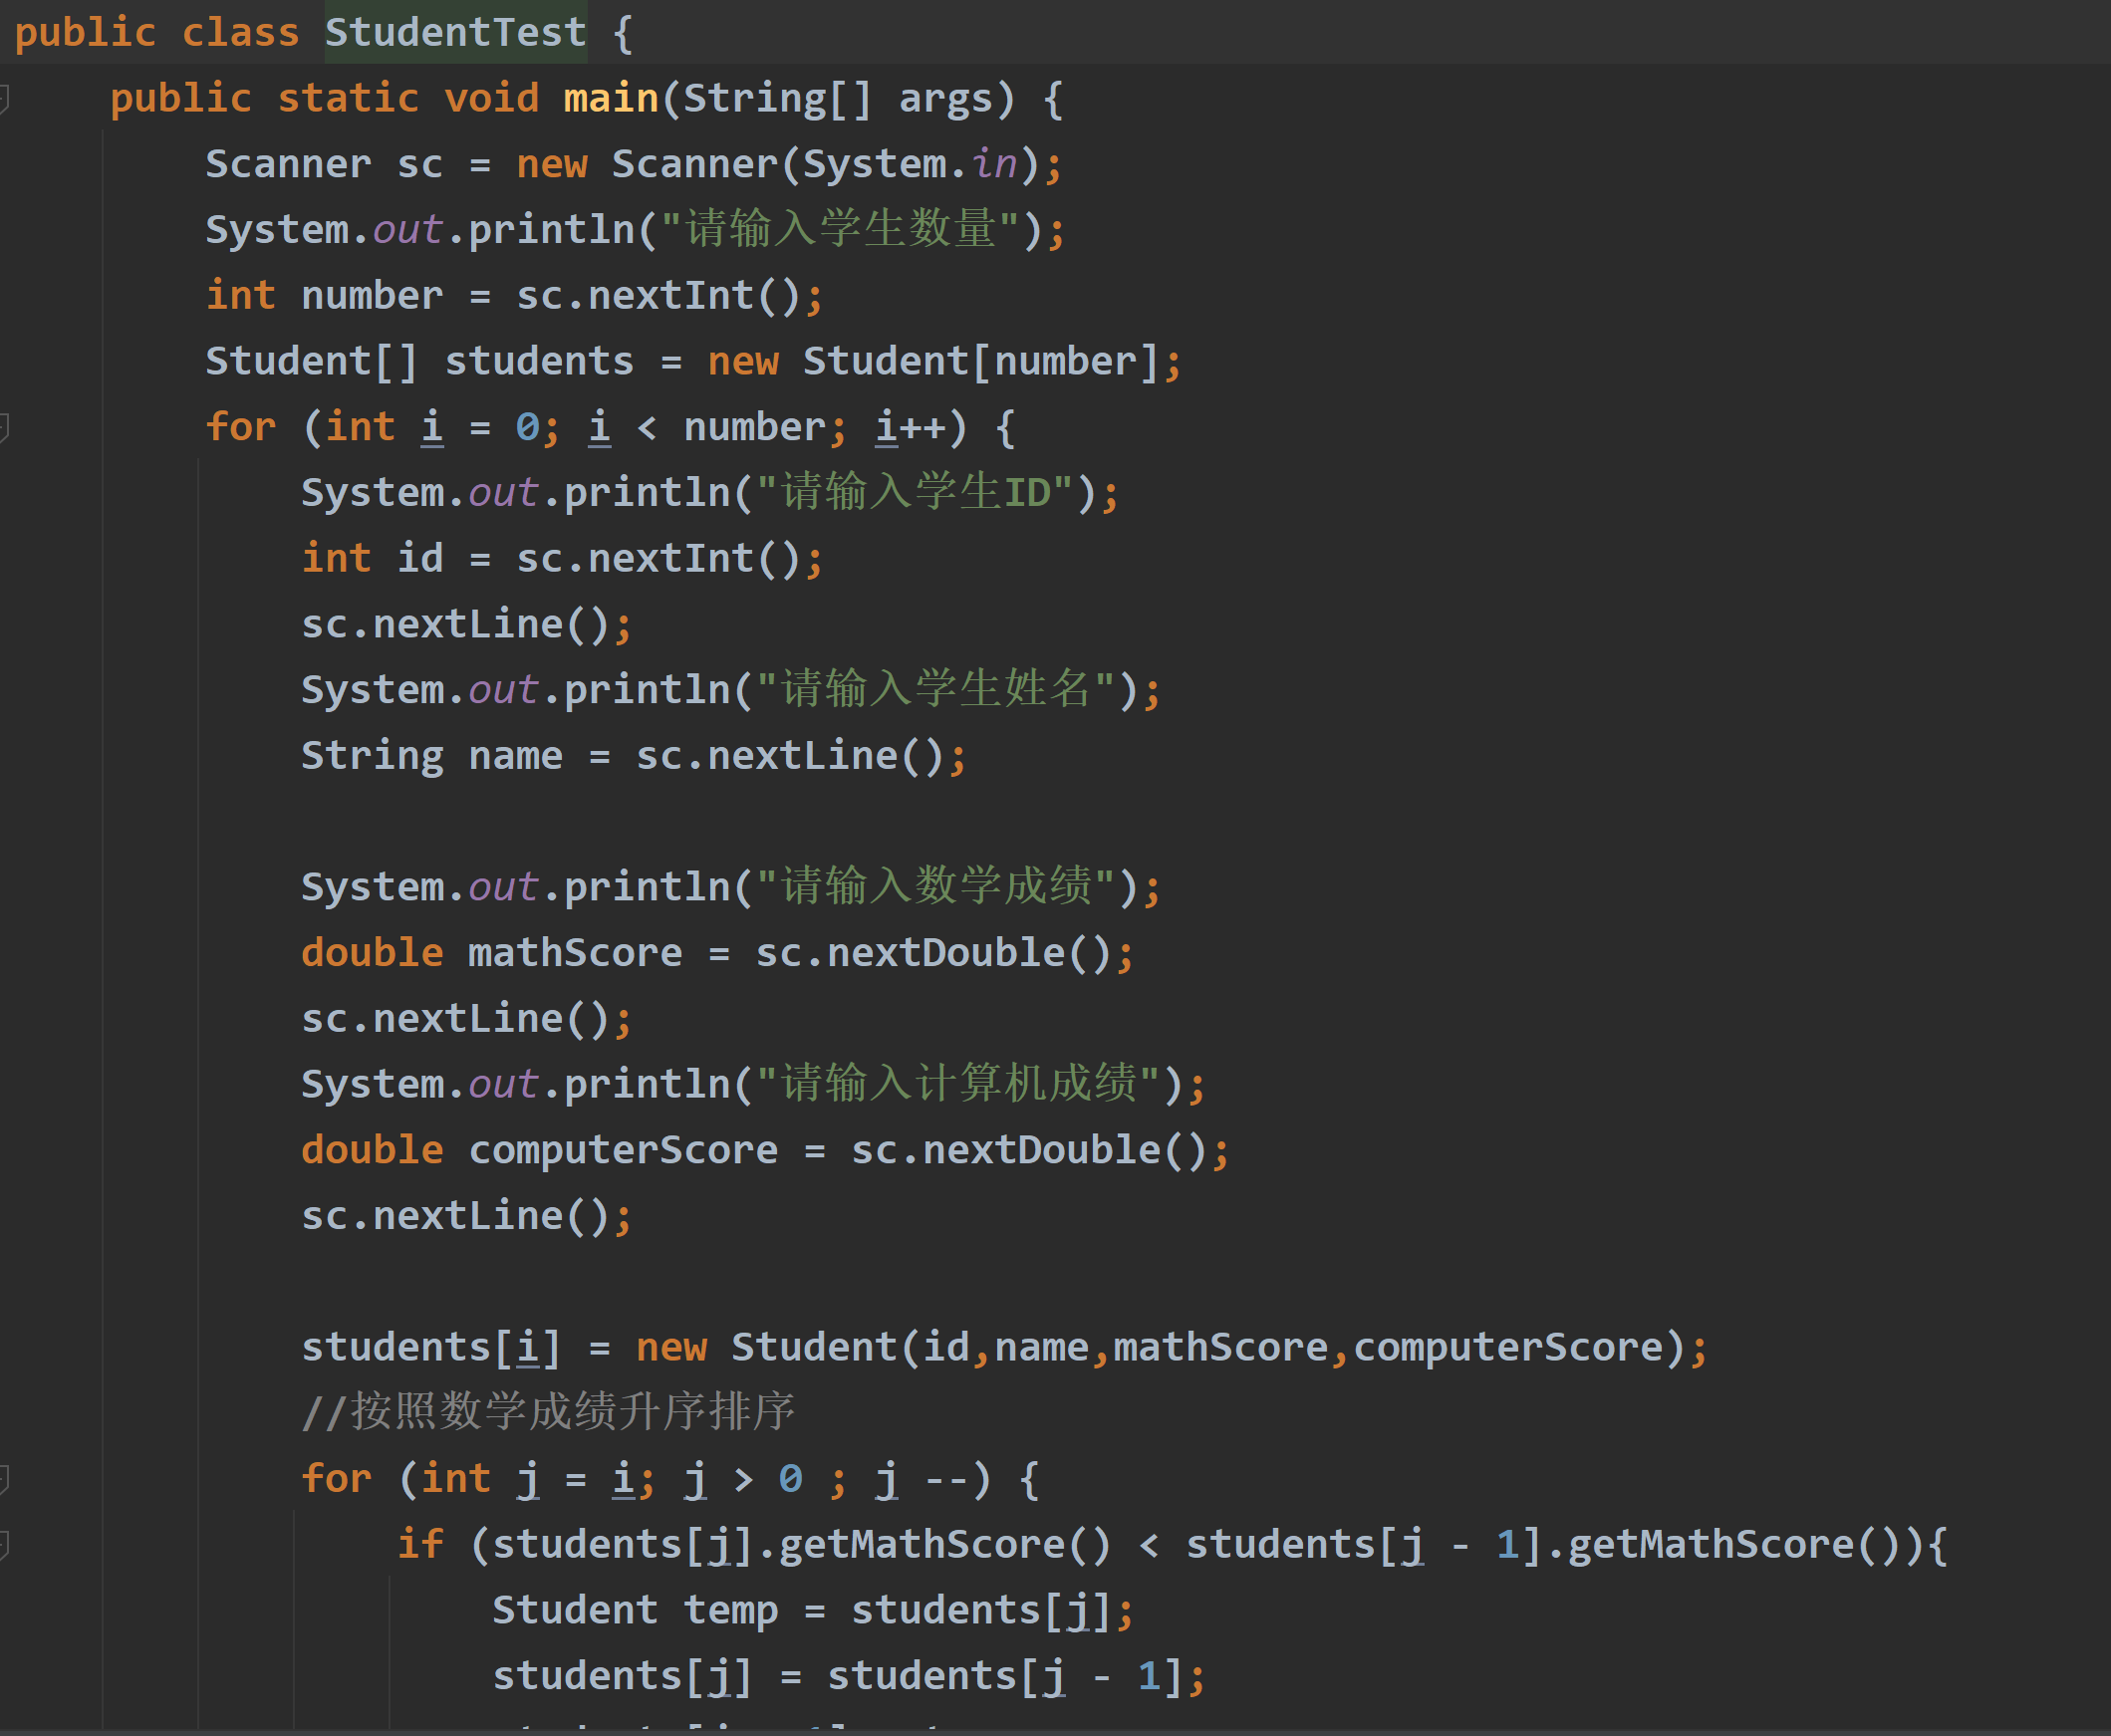 public class StudentTest {
public static void main(String[] args) {
Scanner sc = new Scanner(System.in);
System.out.println("请输入学生数量");
int number = sc.nextInt();
Student[] students = new Student[number];
for (int i = 0; i < number; i++) {
System.out.println("请输入学生ID");
int id = sc.nextInt();
sc.nextLine();
System.out.println("请输入学生姓名");
String name = sc.nextLine();
System.out.println("请输入数学成绩");
double mathScore = sc.nextDouble();
sc.nextLine();
System.out.println("请输入计算机成绩");
double computerScore = sc.nextDouble();
sc.nextLine();
students[i] = new Student(id,name,mathScore,computerScore);
//按照数学成绩升序排序
for (int j = i; j > 0 ; j --) {
if (students[j].getMathScore() < students[j - 1].getMathScore()){
Student temp = students[j];
students[j] = students[j - 1];